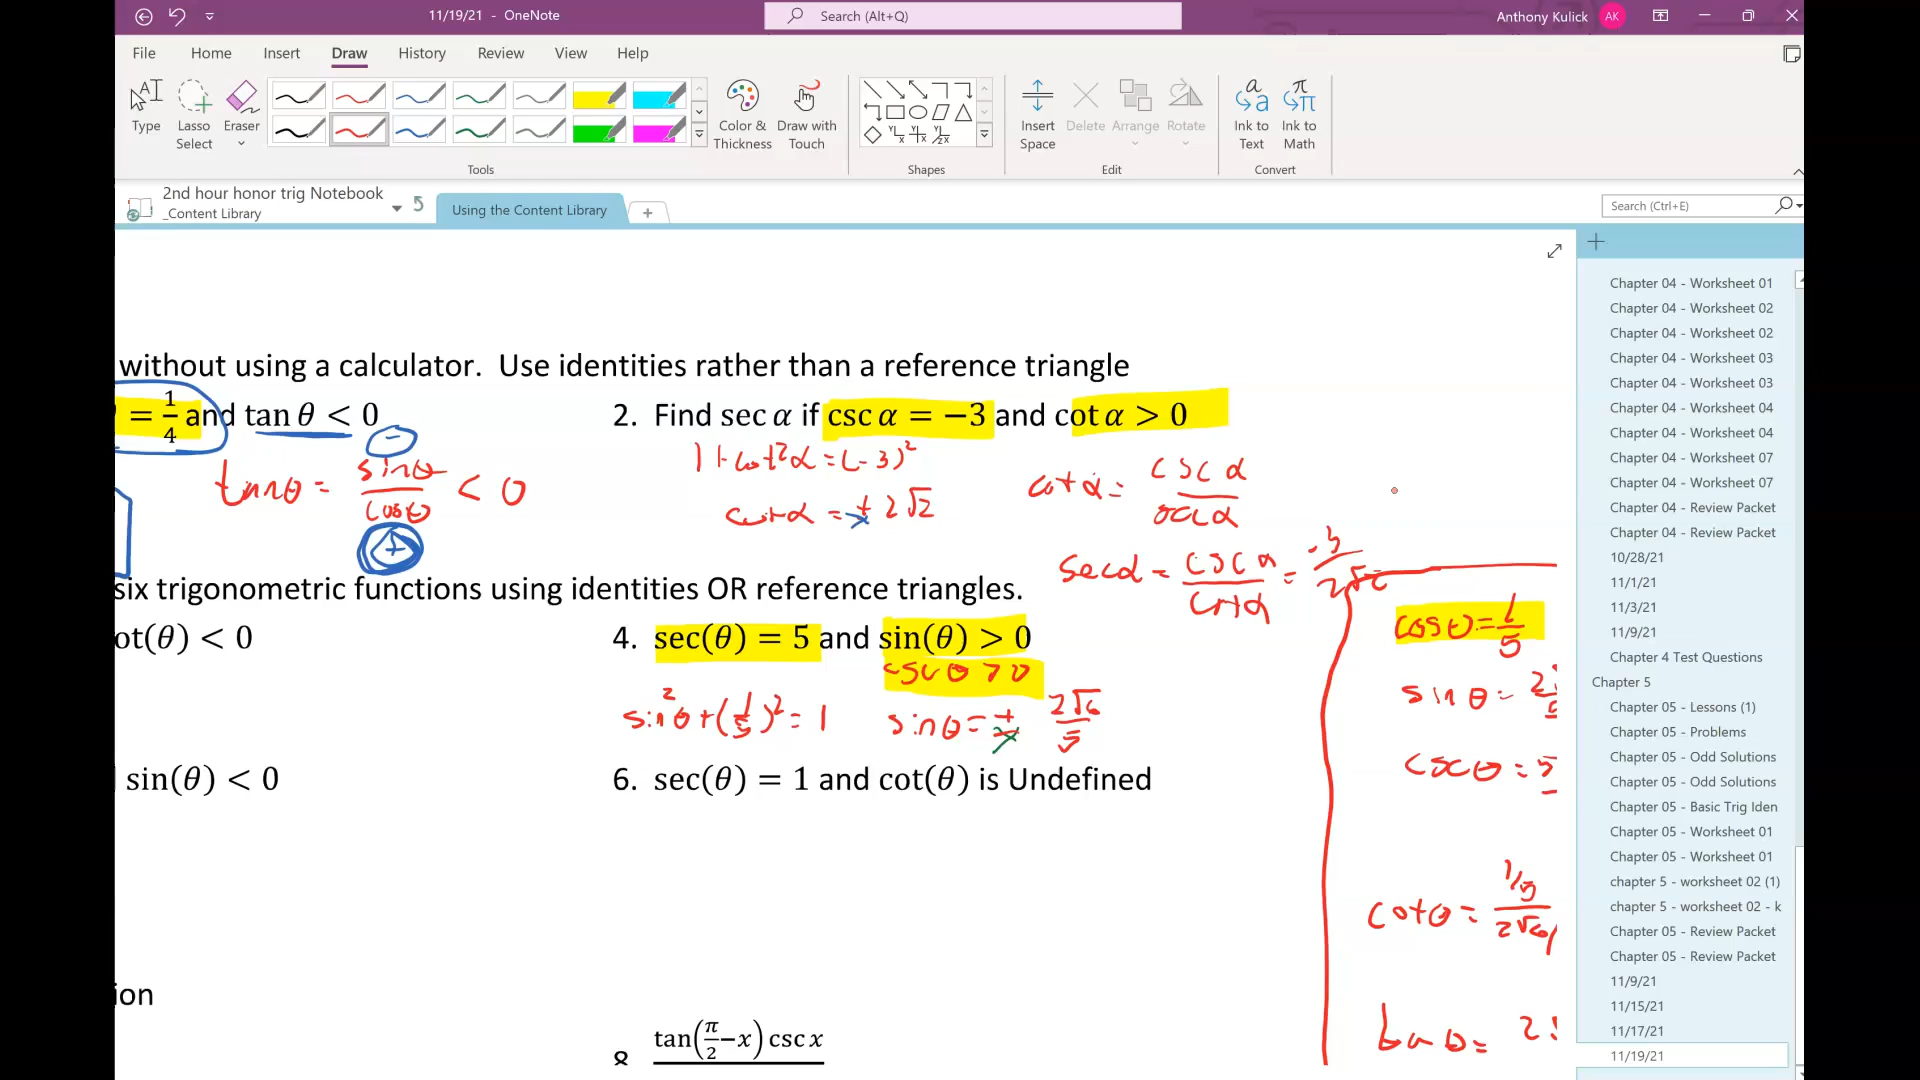 11/19/21 - OneNote
Search (Alt+Q)
Anthony Kulick
AK
File Home Insert Draw History Review View Help
Type
Lasso Select
Eraser
Color & Thickness
Draw with Touch
Insert Space
Delete
Arrange
Rotate
Ink to Text
Ink to Math
Tools
Shapes
Edit
Convert
2nd hour honor trig Notebook
_Content Library
Using the Content Library
Search (Ctrl+E)
without using a calculator. Use identities rather than a reference triangle
= 1/4 and tan θ < 0
−
tanθ = sinθ/cosθ < 0
+
2. Find sec α if csc α = −3 and cot α > 0
1 + cot²α = (-3)²
cotα = ± 2√2
cot α = csc α / sec α
secα = csc α / cot α = -3 / 2√2
six trigonometric functions using identities OR reference triangles.
ot(θ) < 0
4. sec(θ) = 5 and sin(θ) > 0
cscθ > 0
sin²θ + (1/5)² = 1
sinθ = ± 2√6/5
cosθ = 1/5
sin θ =
cscθ = 5
sin(θ) < 0
6. sec(θ) = 1 and cot(θ) is Undefined
cotθ = 1/5 / 2√6/
tanθ =
ion
8
tan(π/2 −x) csc x
Chapter 04 - Worksheet 01
Chapter 04 - Worksheet 02
Chapter 04 - Worksheet 02
Chapter 04 - Worksheet 03
Chapter 04 - Worksheet 03
Chapter 04 - Worksheet 04
Chapter 04 - Worksheet 04
Chapter 04 - Worksheet 07
Chapter 04 - Worksheet 07
Chapter 04 - Review Packet
Chapter 04 - Review Packet
10/28/21
11/1/21
11/3/21
11/9/21
Chapter 4 Test Questions
Chapter 5
Chapter 05 - Lessons (1)
Chapter 05 - Problems
Chapter 05 - Odd Solutions
Chapter 05 - Odd Solutions
Chapter 05 - Basic Trig Iden
Chapter 05 - Worksheet 01
Chapter 05 - Worksheet 01
chapter 5 - worksheet 02 (1)
chapter 5 - worksheet 02 - k
Chapter 05 - Review Packet
Chapter 05 - Review Packet
11/9/21
11/15/21
11/17/21
11/19/21